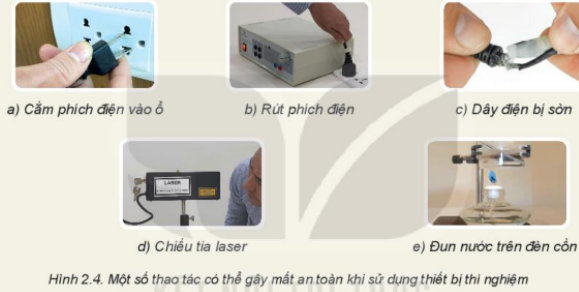 a) Cắm phích điện vào ổ
b) Rút phích điện
c) Dây điện bị sờn
LASER
d) Chiếu tia laser
e) Đun nước trên đèn cồn
Hình 2.4. Một số thao tác có thể gây mất an toàn khi sử dụng thiết bị thí nghiệm